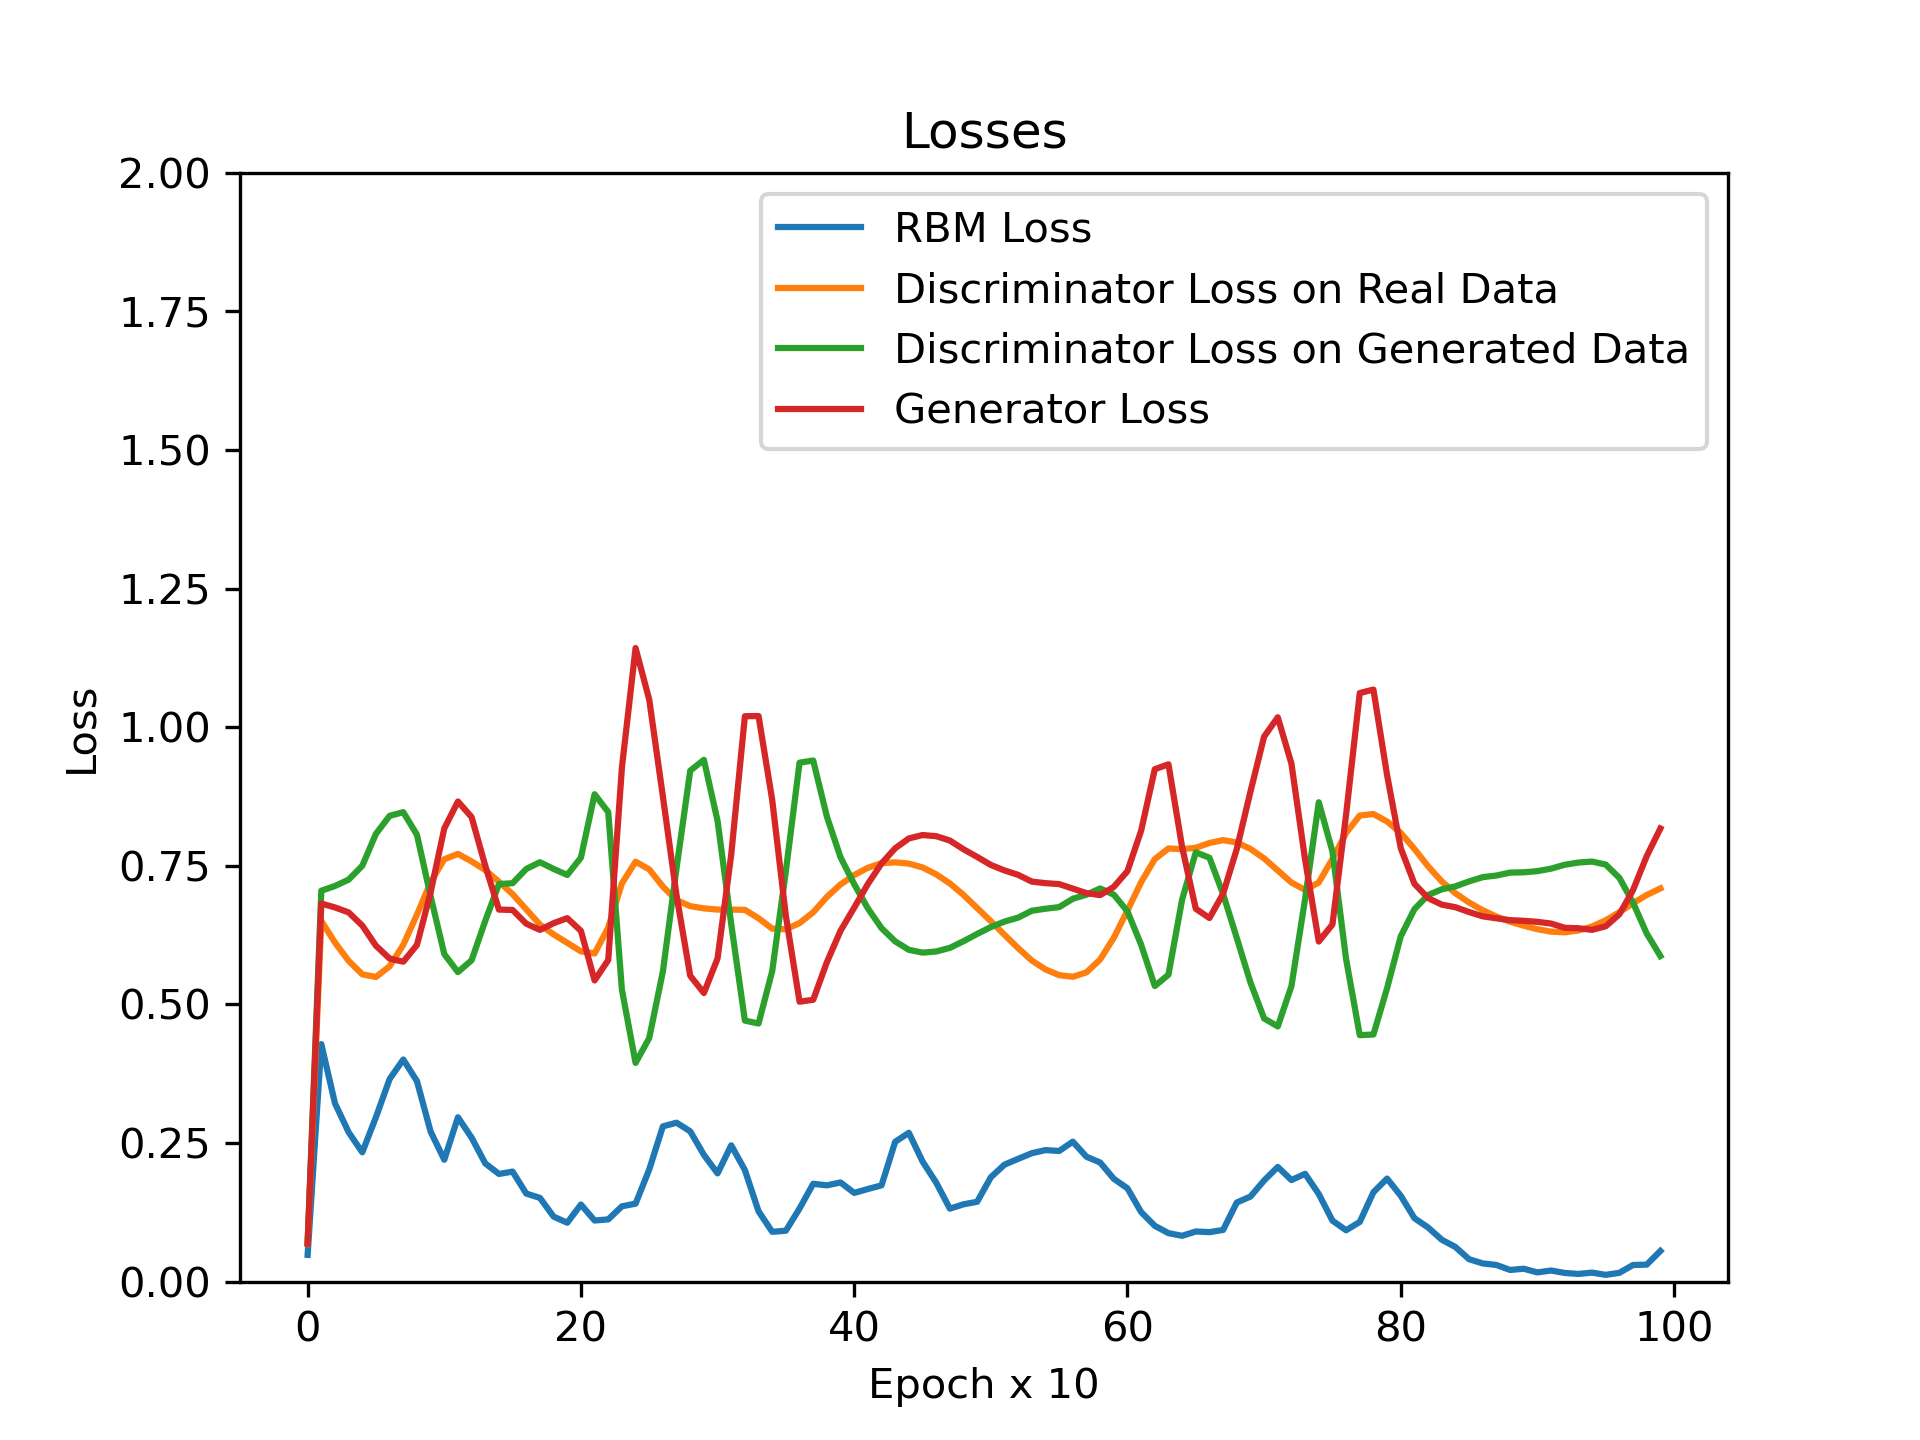 Losses
2.00
1.75
1.50
1.25
1.00
0.75
0.50
0.25
0.00
Loss
RBM Loss
Discriminator Loss on Real Data
Discriminator Loss on Generated Data
Generator Loss
0 20 40 60 80 100
Epoch x 10